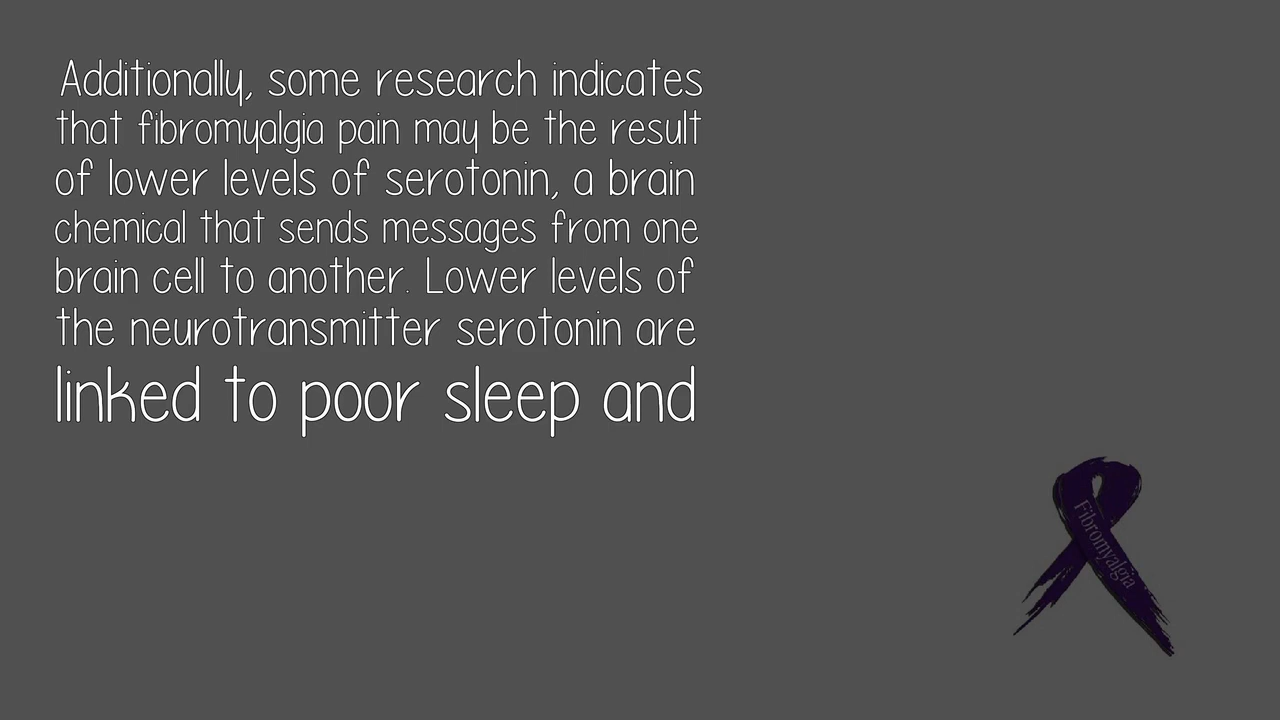 Additionally, some research indicates
that fibromyalgia pain may be the result
of lower levels of serotonin, a brain
chemical that sends messages from one
brain cell to another. Lower levels of
the neurotransmitter serotonin are
linked to poor sleep and
Fibromyalgia